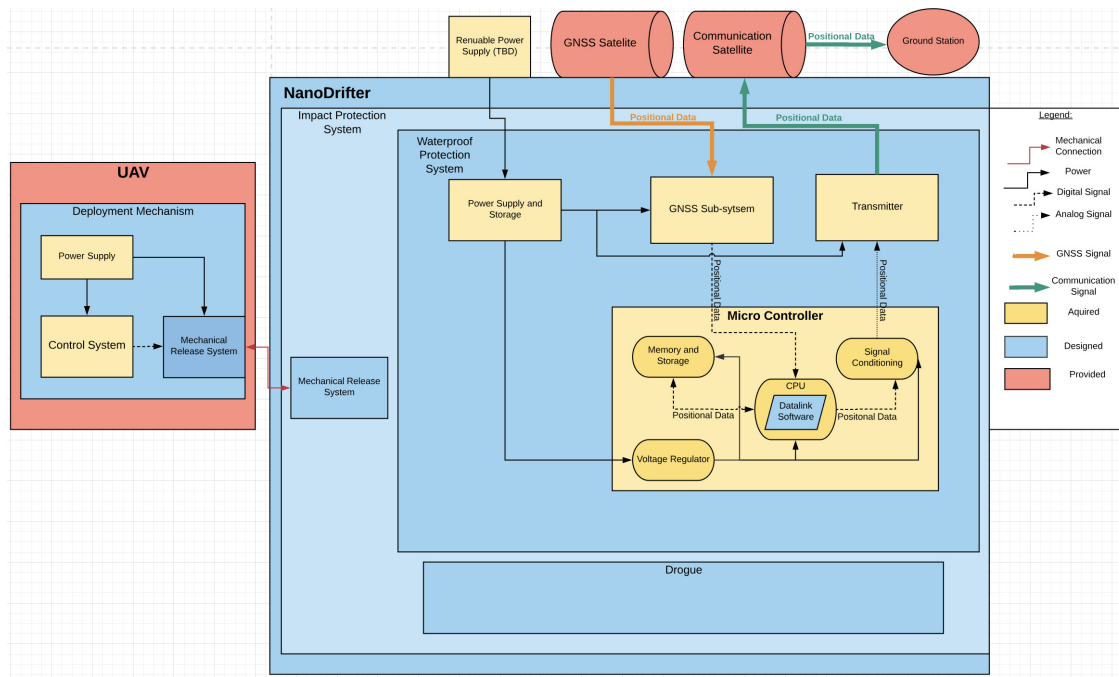 Renuable Power
Supply (TBD)
GNSS Satelite
Communication
Satellite
Positional Data
Ground Station
NanoDrifter
Impact Protection
System
Positional Data
Positional Data
Waterproof
Protection
System
Legend:
Mechanical
Connection
Power
Digital Signal
Analog Signal
GNSS Signal
Communication
Signal
Aquired
Designed
Provided
UAV
Deployment Mechanism
Power Supply
Control System
Mechanical
Release System
Mechanical Release
System
Power Supply and
Storage
GNSS Sub-sytsem
Transmitter
Positional Data
Positional Data
Micro Controller
Memory and
Storage
Signal
Conditioning
CPU
Datalink
Software
Positional Data
Positonal Data
Voltage Regulator
Drogue